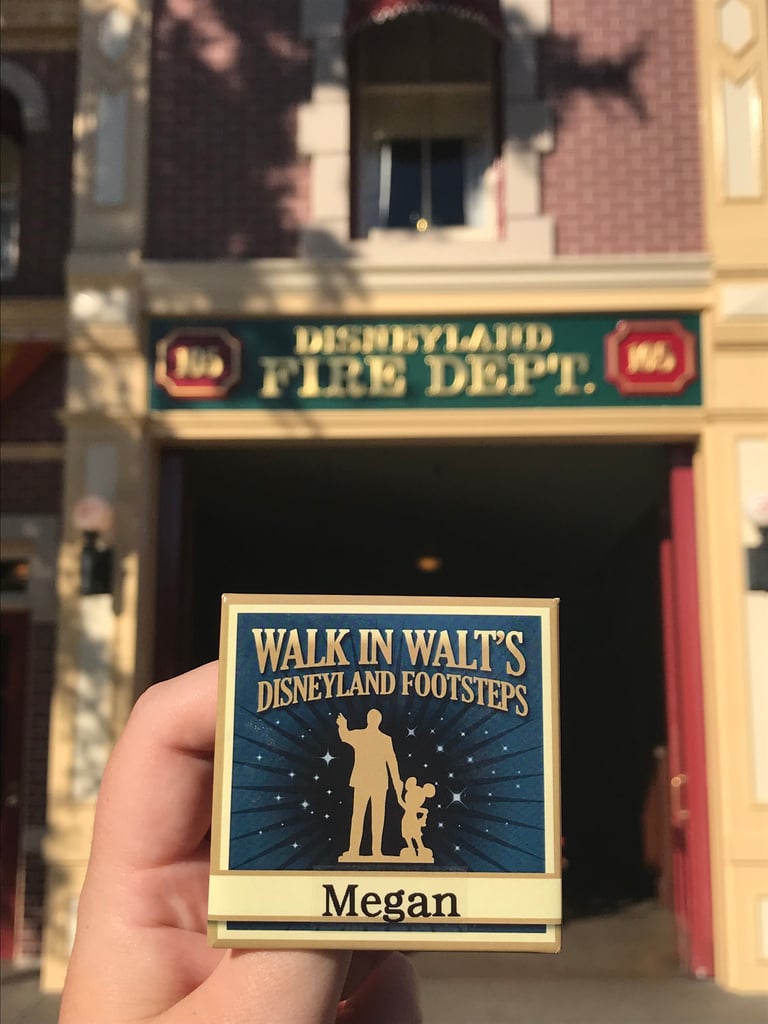 DISNEYLAND
105 FIRE DEPT. 105
WALK IN WALT'S
DISNEYLAND FOOTSTEPS
Megan